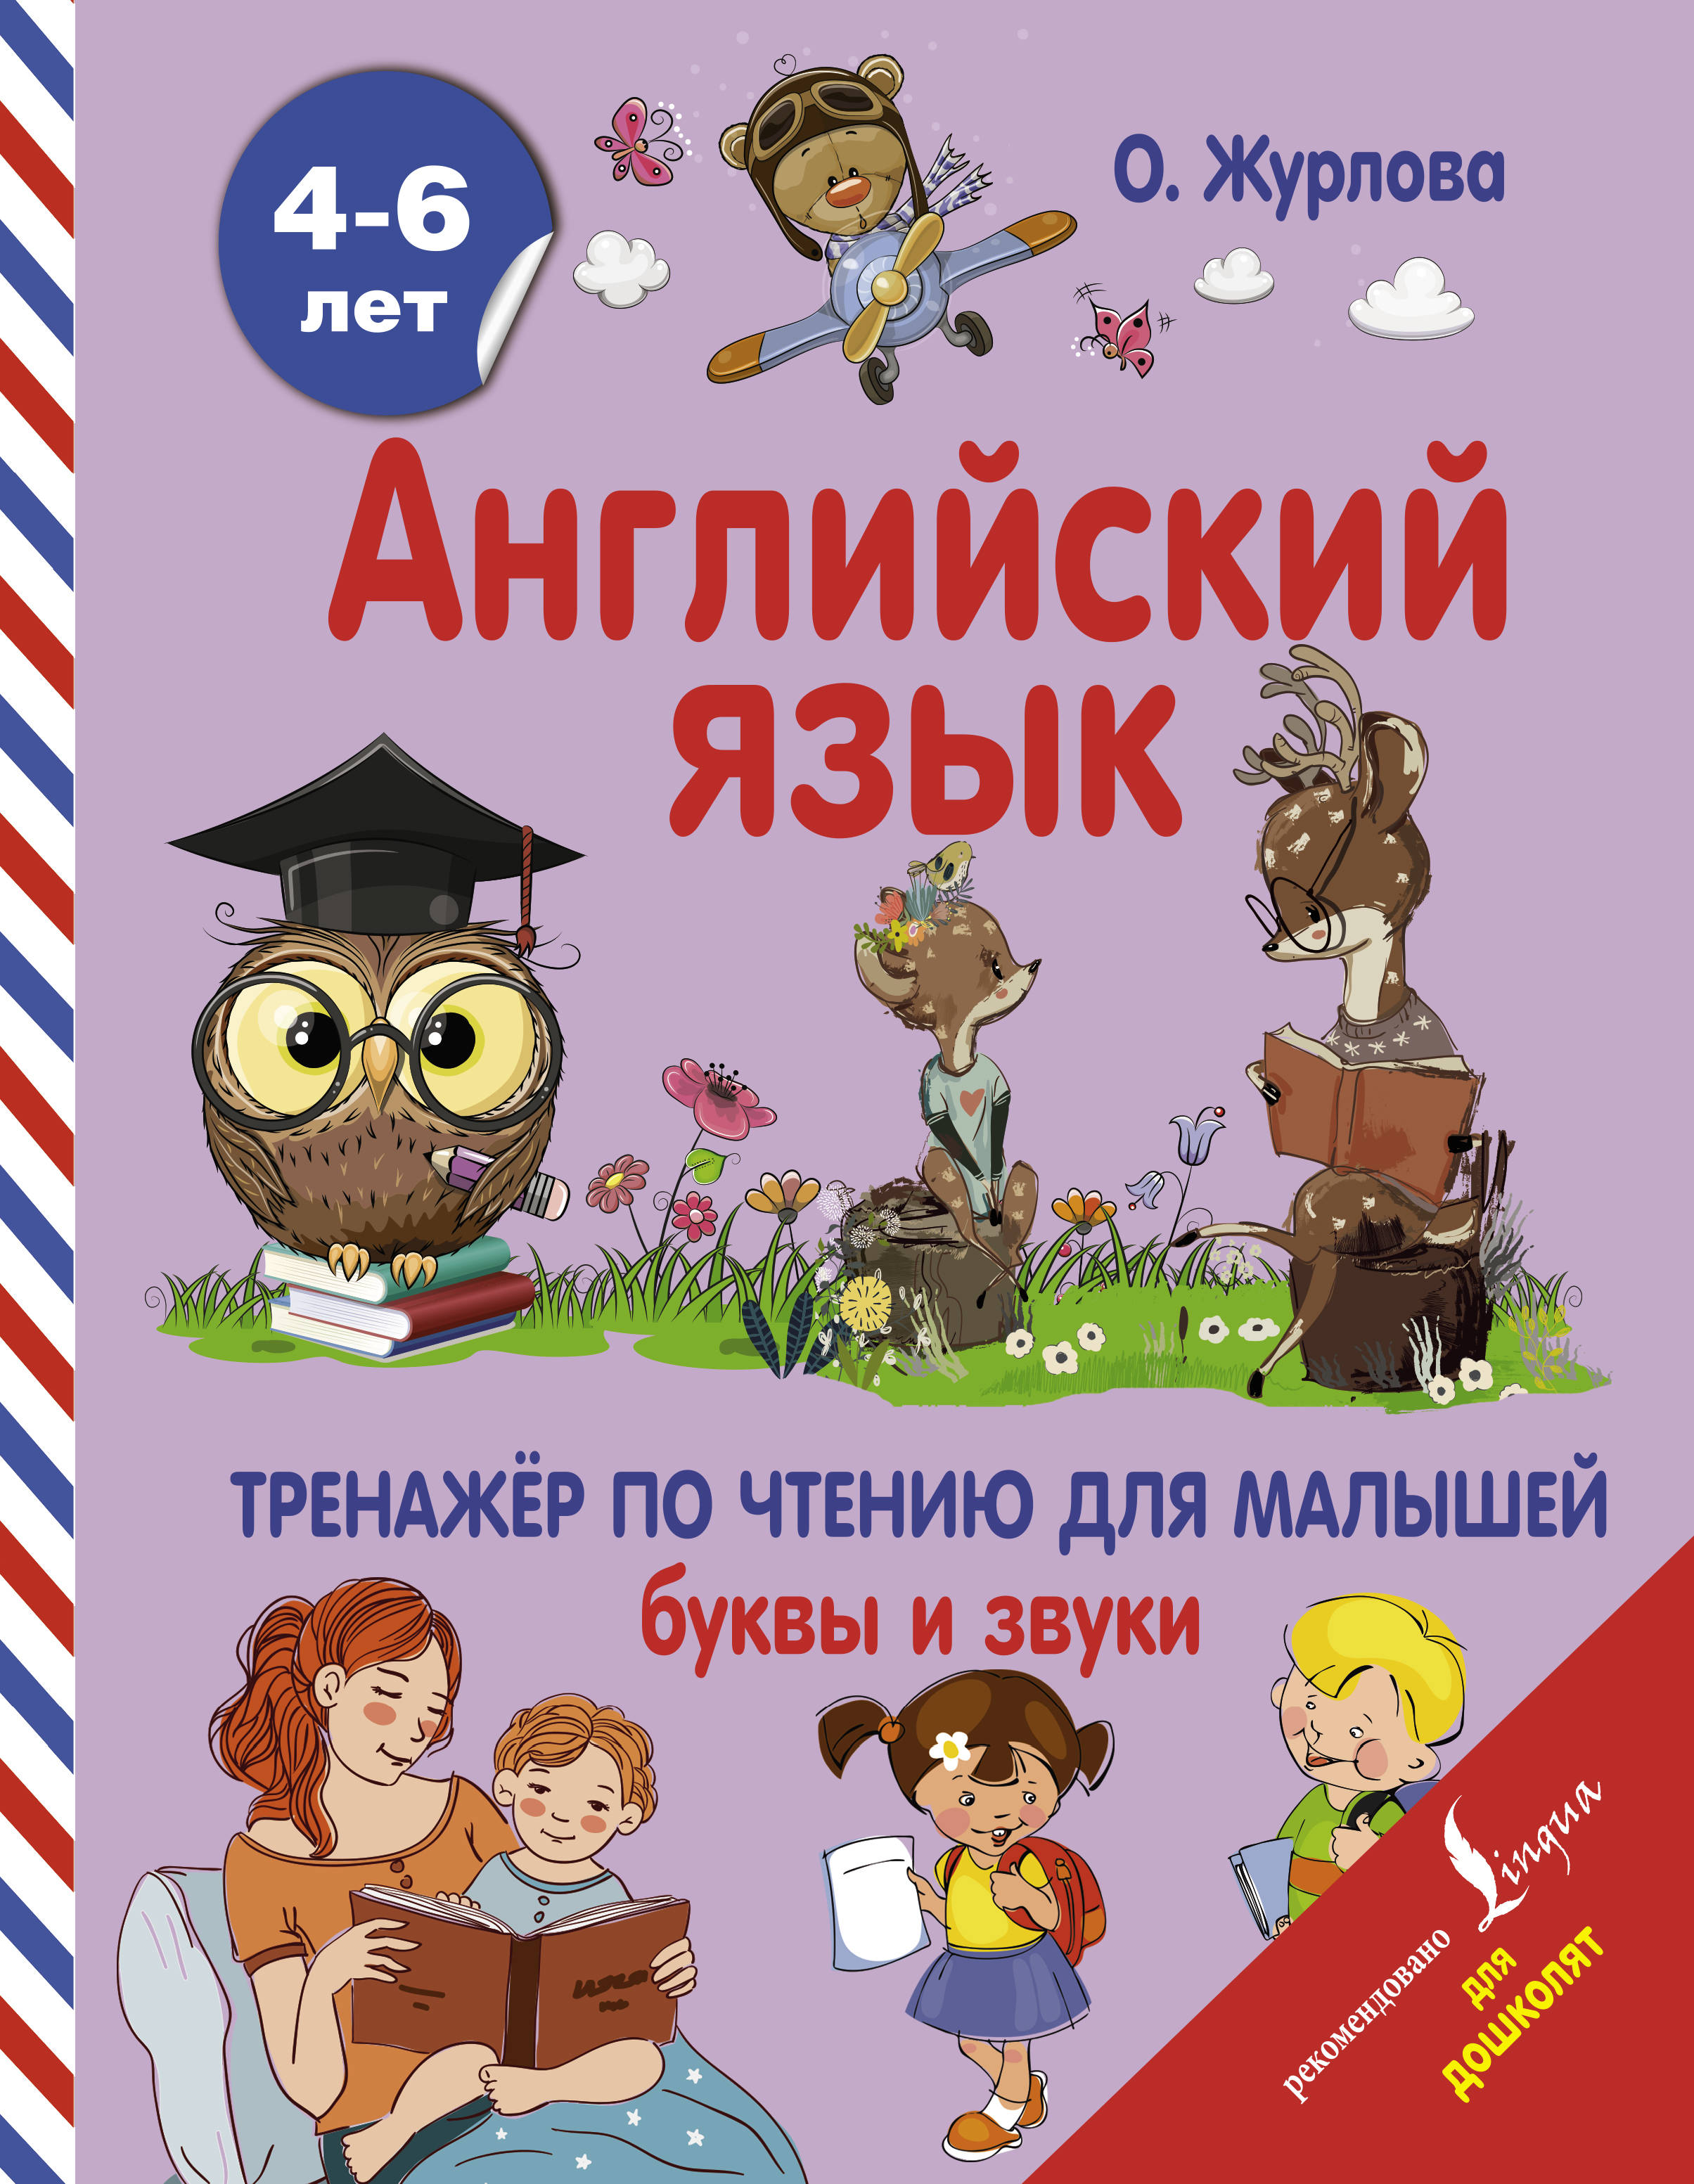 4-6
лет
О. Журлова
Английский
язык
ТРЕНАЖЁР ПО ЧТЕНИЮ ДЛЯ МАЛЫШЕЙ
буквы и звуки
рекомендовано
Lingua
для
дошколят